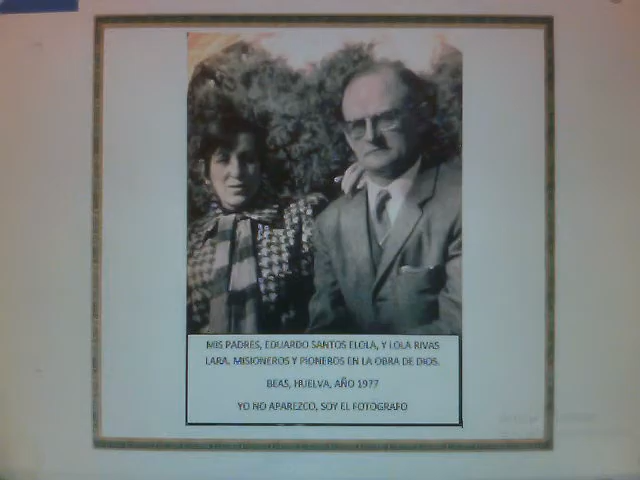 MIS PADRES, EDUARDO SANTOS ELOLA, Y LOLA RIVAS
LARA. MISIONEROS Y PIONEROS EN LA OBRA DE DIOS.
BEAS, HUELVA, AÑO 1977
YO NO APAREZCO, SOY EL FOTOGRAFO